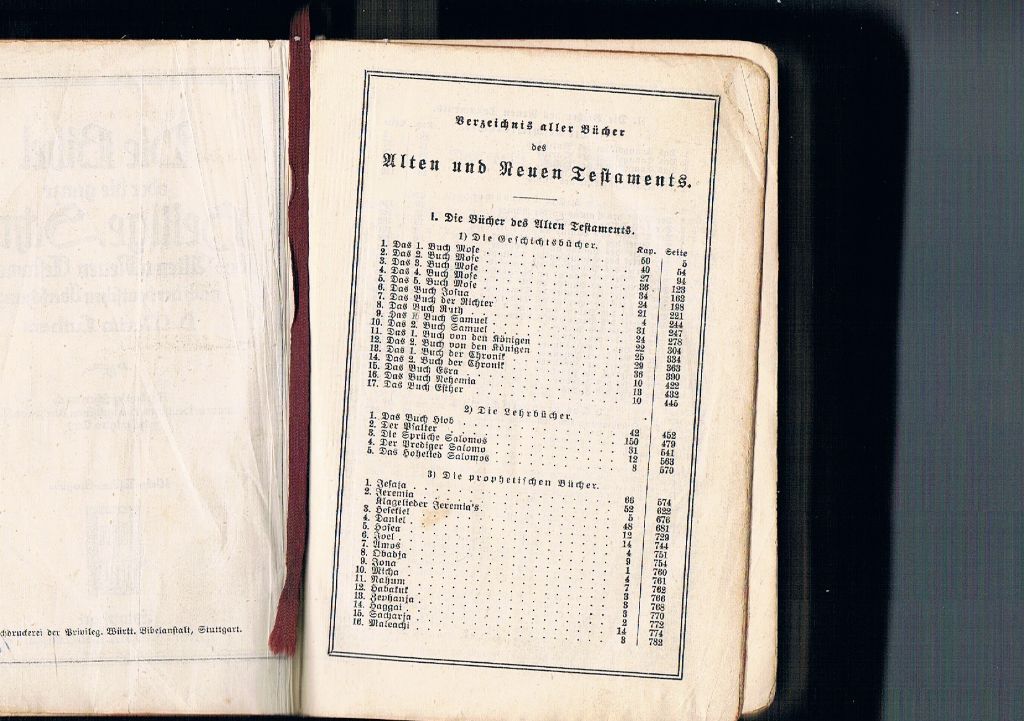 chdruckerei der Privileg. Württ. Bibelanstalt, Stuttgart.
Verzeichnis aller Bücher
des
Alten und Neuen Testaments.
I. Die Bücher des Alten Testaments.
1) Die Geschichtsbücher.
Kap. Seite
1. Das 1. Buch Mose 50 5
2. Das 2. Buch Mose 40 54
3. Das 3. Buch Mose 27 94
4. Das 4. Buch Mose 36 123
5. Das 5. Buch Mose 34 162
6. Das Buch Josua 24 198
7. Das Buch der Richter 21 221
8. Das Buch Ruth 4 244
9. Das 1. Buch Samuel 31 247
10. Das 2. Buch Samuel 24 278
11. Das 1. Buch von den Königen 22 304
12. Das 2. Buch von den Königen 25 334
13. Das 1. Buch der Chronik 29 363
14. Das 2. Buch der Chronik 36 390
15. Das Buch Esra 10 422
16. Das Buch Nehemia 13 432
17. Das Buch Esther 10 445
2) Die Lehrbücher.
1. Das Buch Hiob 42 452
2. Der Psalter 150 479
3. Die Sprüche Salomos 31 541
4. Der Prediger Salomo 12 563
5. Das Hohelied Salomos 8 570
3) Die prophetischen Bücher.
1. Jesaja 66 574
2. Jeremia 52 622
Klagelieder Jeremia's 5 676
3. Hesekiel 48 681
4. Daniel 12 729
5. Hosea 14 744
6. Joel 4 751
7. Amos 9 754
8. Obadja 1 760
9. Jona 4 761
10. Micha 7 762
11. Nahum 3 766
12. Habakuk 3 768
13. Zephanja 3 770
14. Haggai 2 772
15. Sacharja 14 774
16. Maleachi 3 782